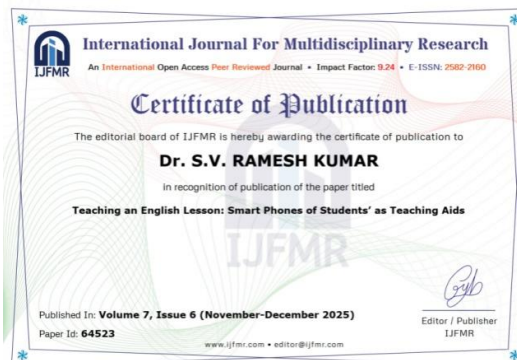 International Journal For Multidisciplinary Research
IJFMR
An International Open Access Peer Reviewed Journal • Impact Factor: 9.24 • E-ISSN: 2582-2160
Certificate of Publication
The editorial board of IJFMR is hereby awarding the certificate of publication to
Dr. S.V. RAMESH KUMAR
in recognition of publication of the paper titled
Teaching an English Lesson: Smart Phones of Students’ as Teaching Aids
IJFMR
Published In: Volume 7, Issue 6 (November-December 2025)
Paper Id: 64523
Editor / Publisher
IJFMR
www.ijfmr.com • editor@ijfmr.com